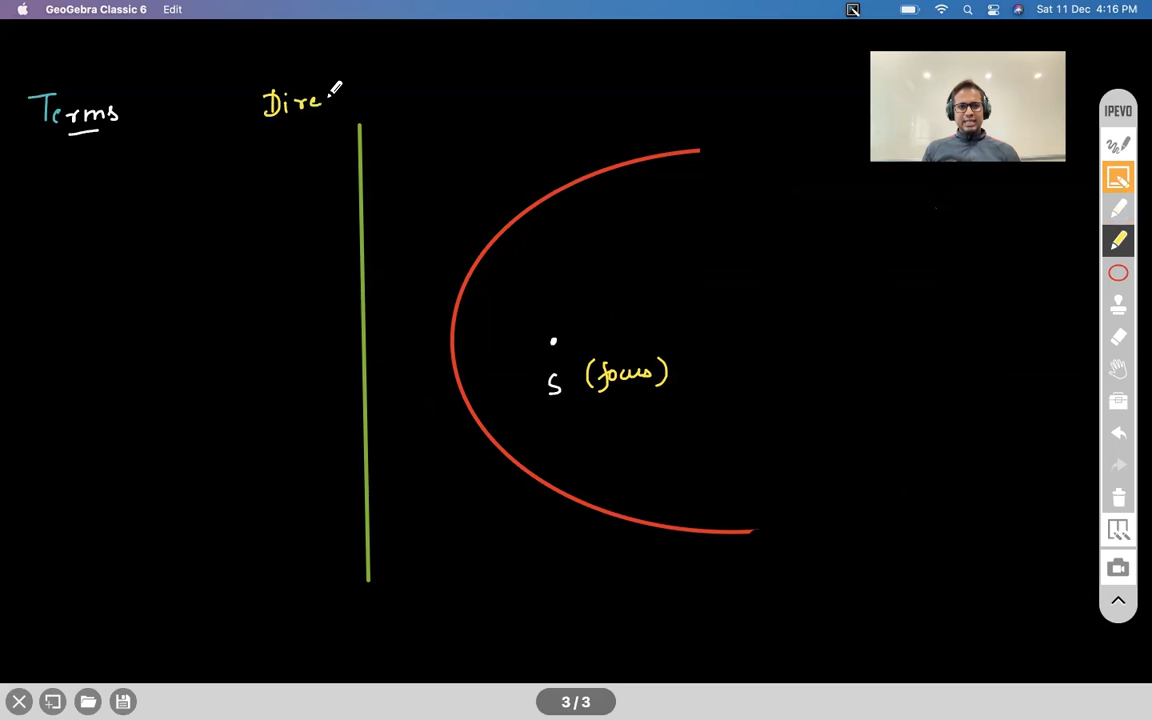 GeoGebra Classic 6 Edit Sat 11 Dec 4:16 PM
Terms
Dire
IPEVO
S (focus)
3/3